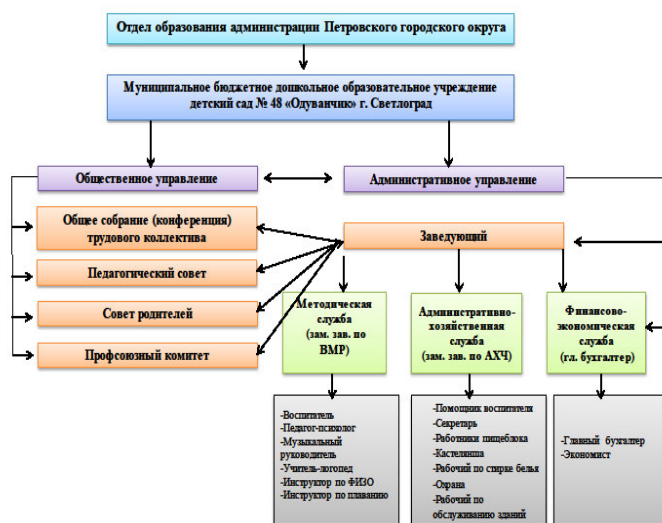 Отдел образования администрации Петровского городского округа
Муниципальное бюджетное дошкольное образовательное учреждение
детский сад № 48 «Одуванчик» г. Светлоград
Общественное управление
Административное управление
Общее собрание (конференция)
трудового коллектива
Педагогический совет
Совет родителей
Профсоюзный комитет
Заведующий
Методическая
служба
(зам. зав. по
ВМР)
Административно-
хозяйственная
служба
(зам. зав. по АХЧ)
Финансово-
экономическая
служба
(гл. бухгалтер)
-Воспитатель
-Педагог-психолог
-Музыкальный
руководитель
-Учитель-логопед
-Инструктор по ФИЗО
-Инструктор по плаванию
-Помощник воспитателя
-Секретарь
-Работники пищеблока
-Кастелянша
-Рабочий по стирке белья
-Охрана
-Рабочий по
обслуживанию зданий
-Главный бухгалтер
-Экономист